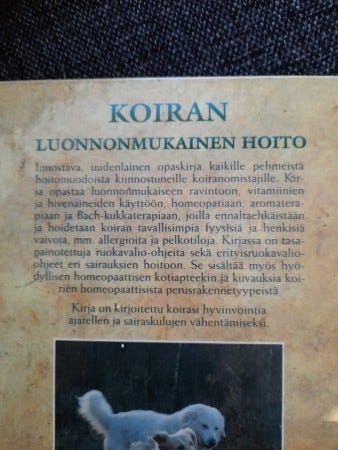 KOIRAN
LUONNONMUKAINEN HOITO
Innostava, uudenlainen opaskirja kaikille pehmeistä
hoitomuodoista kiinnostuneille koiranomistajille. Kir-
ja opastaa luonnonmukaiseen ravintoon, vitamiinien
ja hivenaineiden käyttöön, homeopatiaan, aromatera-
piaan ja Bach-kukkaterapiaan, joilla ennaltaehkäistään
ja hoidetaan koiran tavallisimpia fyysisiä ja henkisiä
vaivoja, mm. allergioita ja pelkotiloja. Kirjassa on tasa-
painotettuja ruokavalio-ohjeita sekä erityisruokavalio-
ohjeet eri sairauksien hoitoon. Se sisältää myös hyö-
dyllisen homeopaattisen kotiapteekin ja kuvauksia koi-
rien homeopaattisista perusrakennetyypeistä.
Kirja on kirjoitettu koirasi hyvinvointia
ajatellen ja sairaskulujen vähentämiseksi.